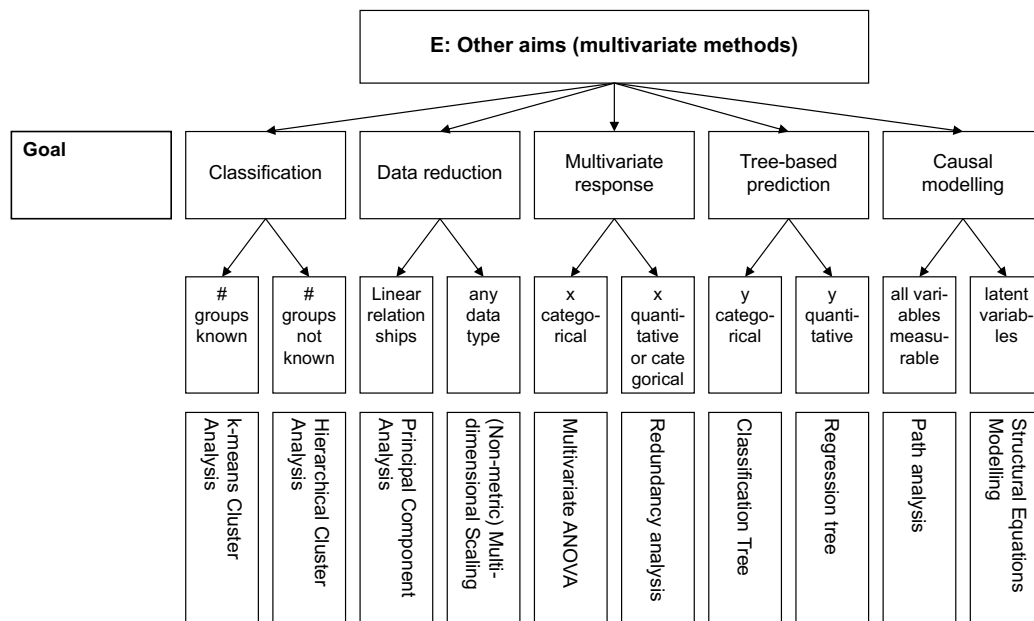 E: Other aims (multivariate methods)
Goal
Classification
Data reduction
Multivariate
response
Tree-based
prediction
Causal
modelling
#
groups
known
#
groups
not
known
Linear
relation
ships
any
data
type
x
catego-
rical
x
quanti-
tative
or cate
gorical
y
catego-
rical
y
quanti-
tative
all vari-
ables
measu-
rable
latent
variab-
les
k-means Cluster
Analysis
Hierarchical Cluster
Analysis
Principal Component
Analysis
(Non-metric) Multi-
dimensional Scaling
Multivariate ANOVA
Redundancy analysis
Classification Tree
Regression tree
Path analysis
Structural Equations
Modelling